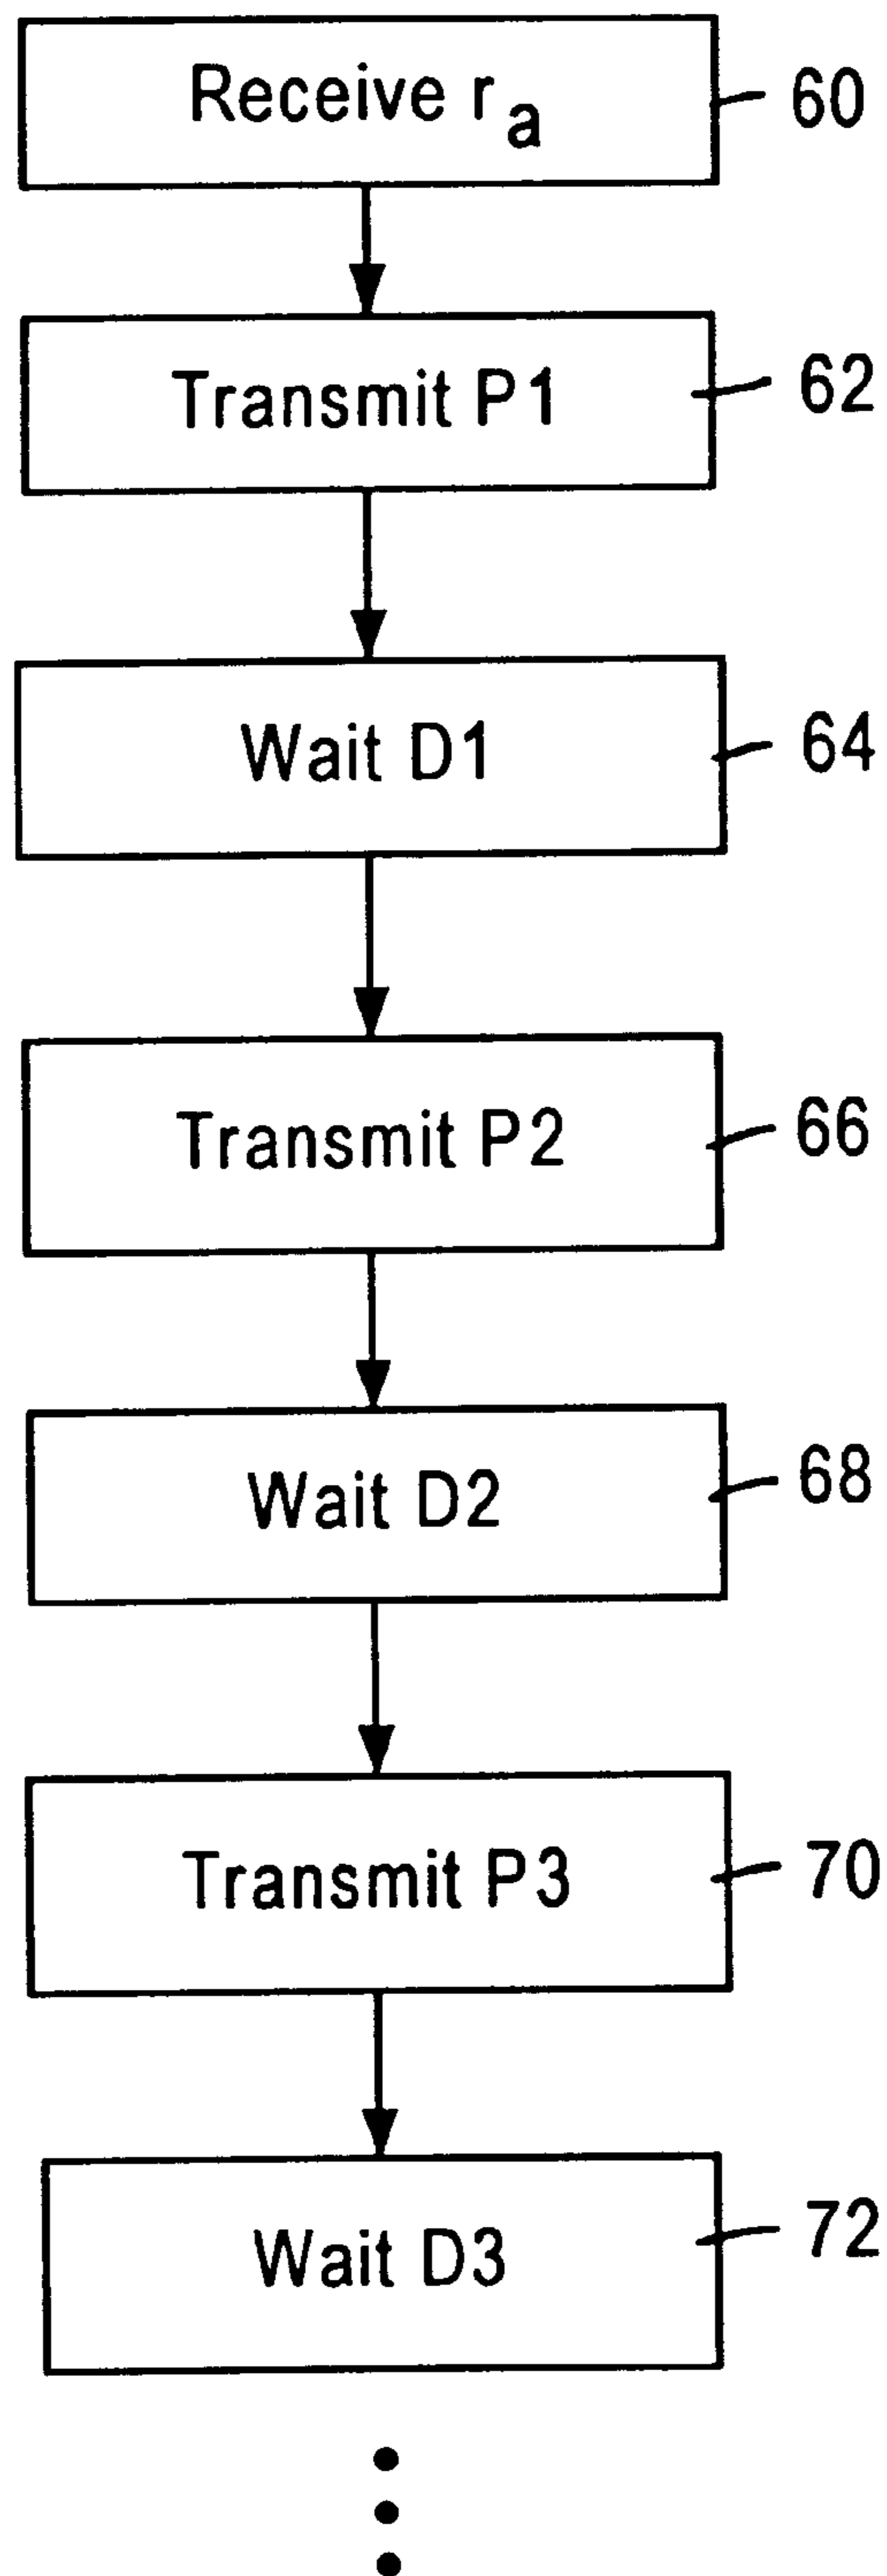 Receive r a 60
Transmit P1 62
Wait D1 64
Transmit P2 66
Wait D2 68
Transmit P3 70
Wait D3 72